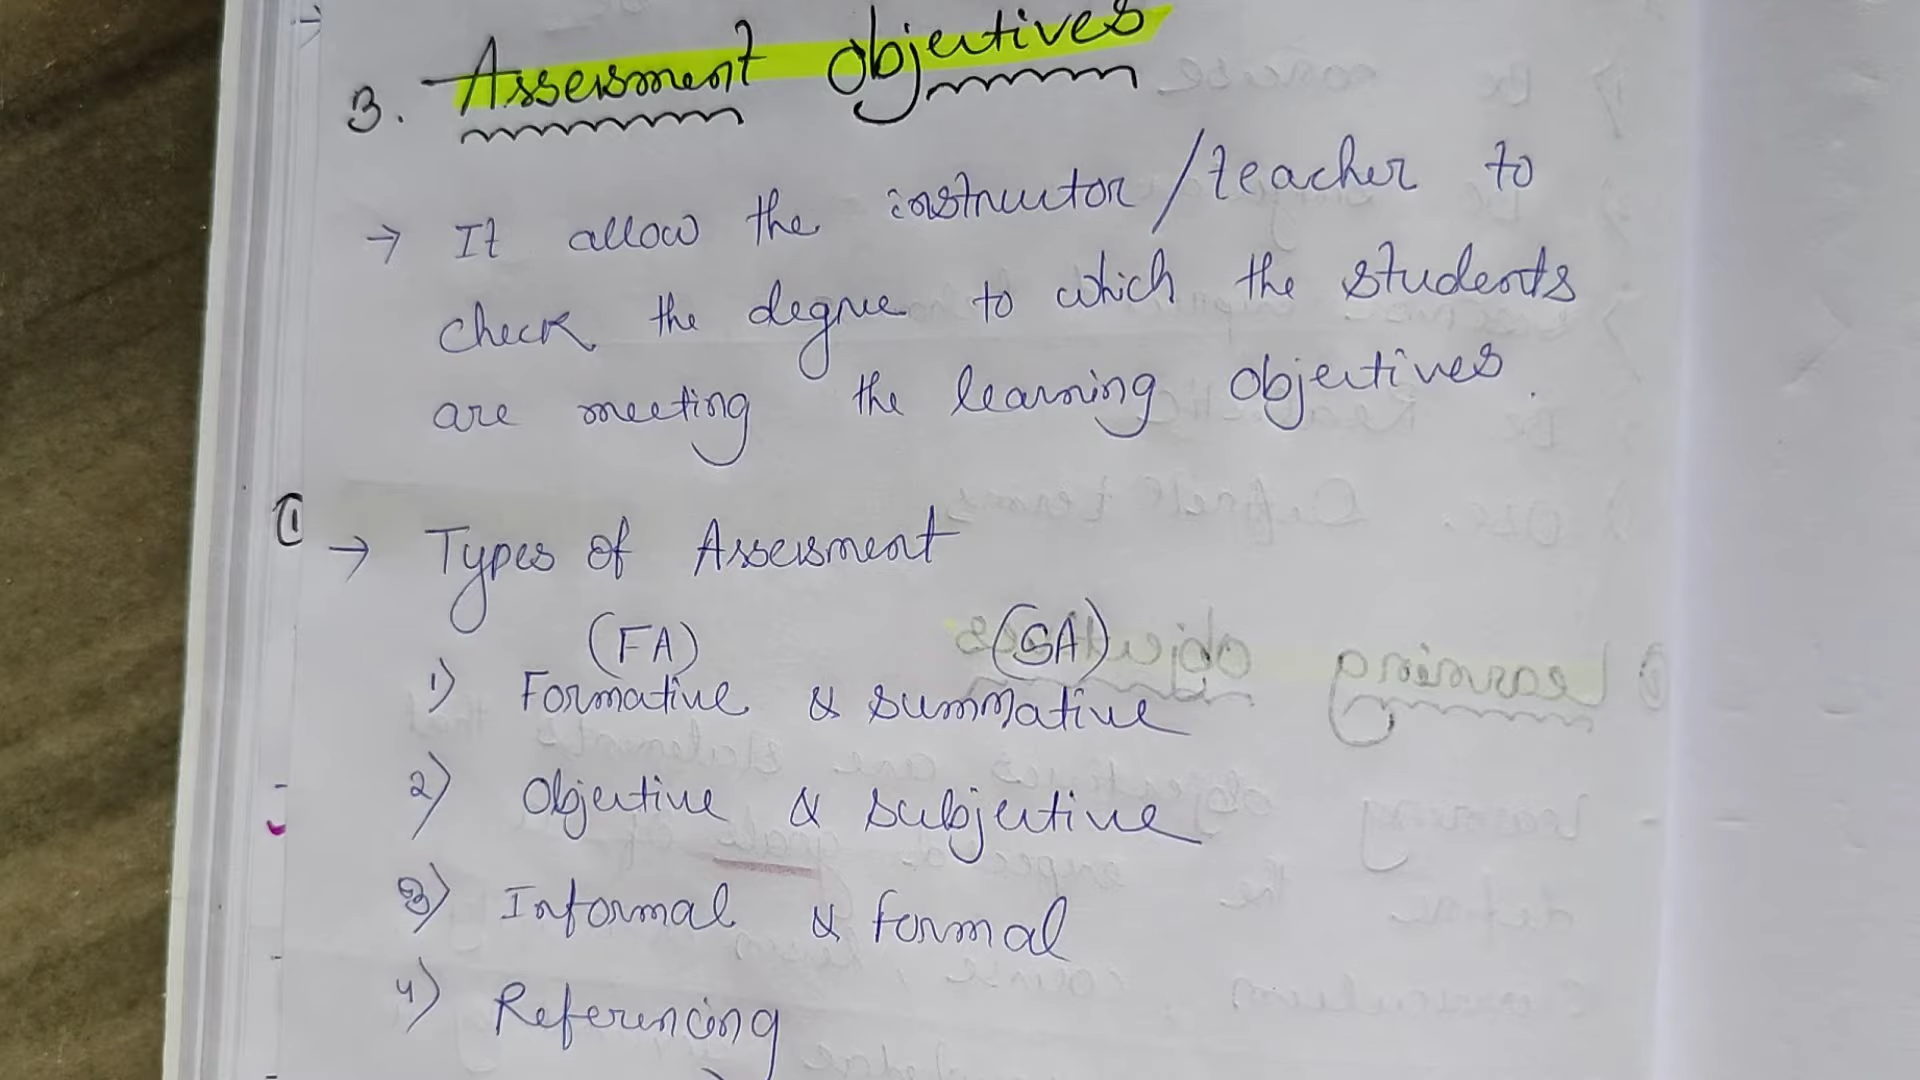 3. Assessment objectives
→ It allow the instructor/teacher to
check the degree to which the students
are meeting the learning objectives.
① → Types of Assessment
(FA) (SA)
1) Formative & summative
2) Objective & subjective
3) Informal & formal
4) Referencing